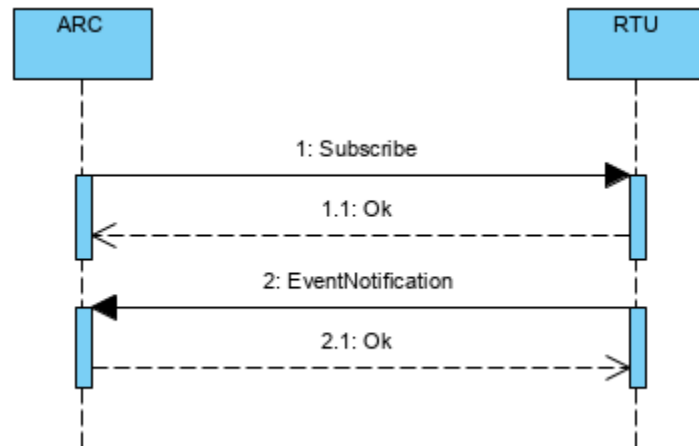 ARC
RTU
1: Subscribe
1.1: Ok
2: EventNotification
2.1: Ok